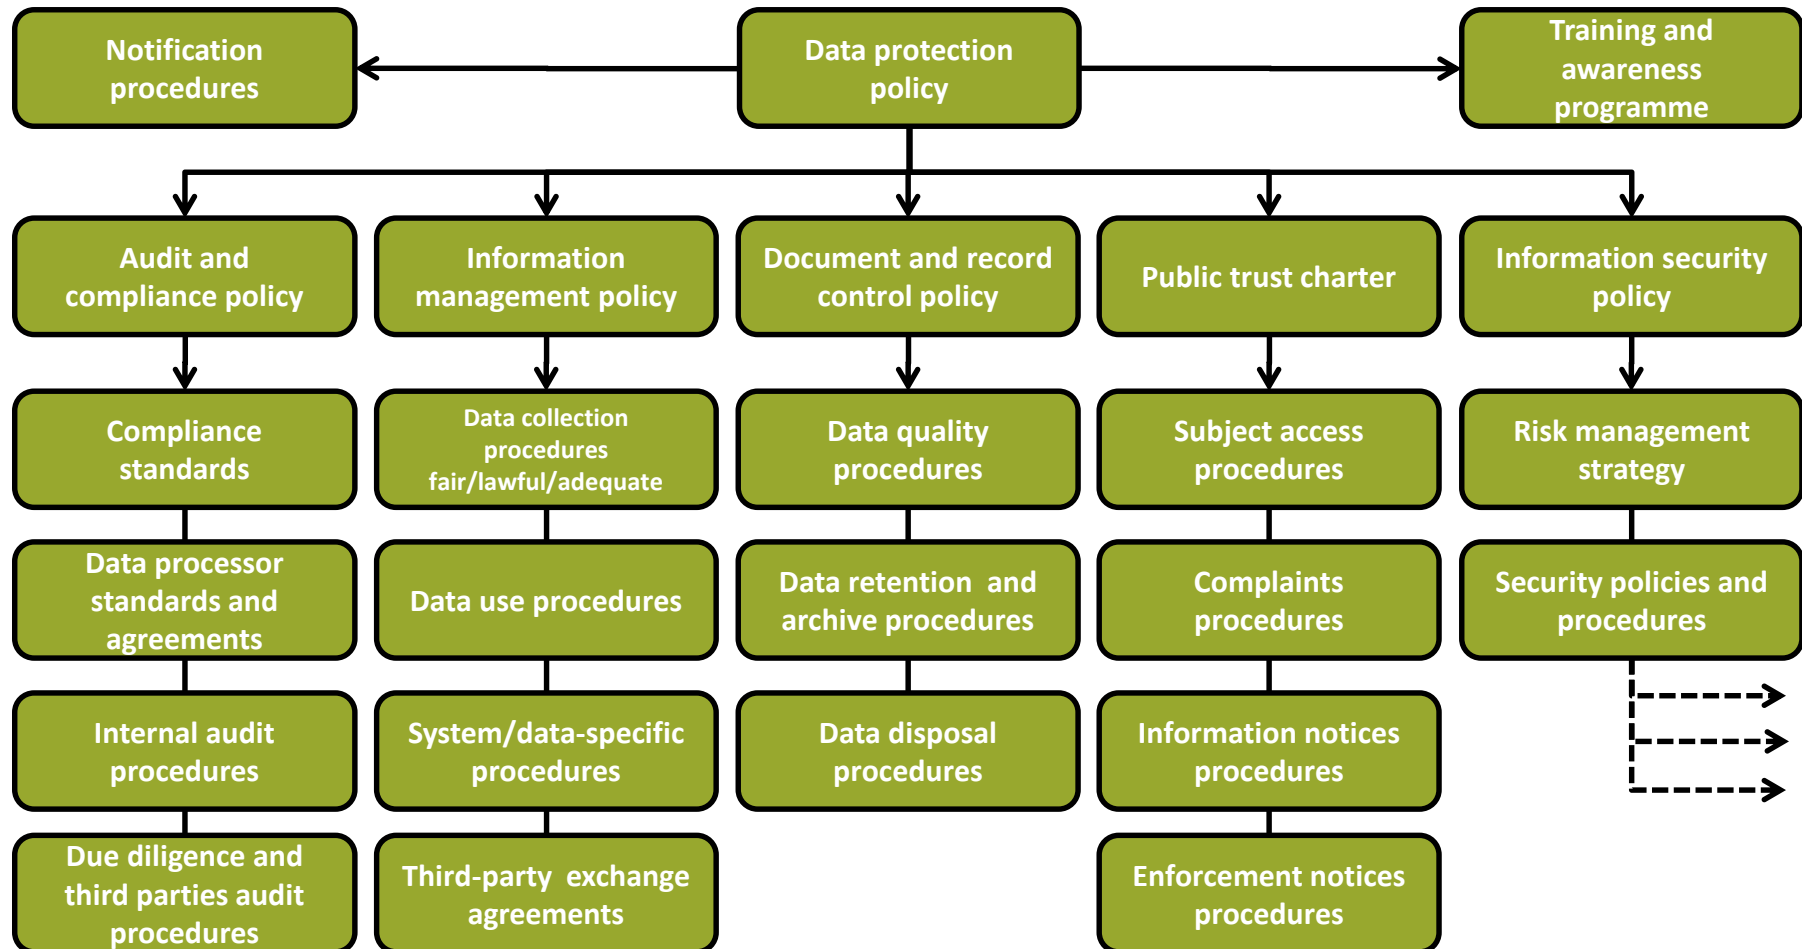 Notification
procedures
Data protection
policy
Training and
awareness
programme
Audit and
compliance policy
Information
management policy
Document and record
control policy
Public trust charter
Information security
policy
Compliance
standards
Data collection
procedures
fair/lawful/adequate
Data quality
procedures
Subject access
procedures
Risk management
strategy
Data processor
standards and
agreements
Data use procedures
Data retention  and
archive procedures
Complaints
procedures
Security policies and
procedures
Internal audit
procedures
System/data-specific
procedures
Data disposal
procedures
Information notices
procedures
Due diligence and
third parties audit
procedures
Third-party  exchange
agreements
Enforcement notices
procedures